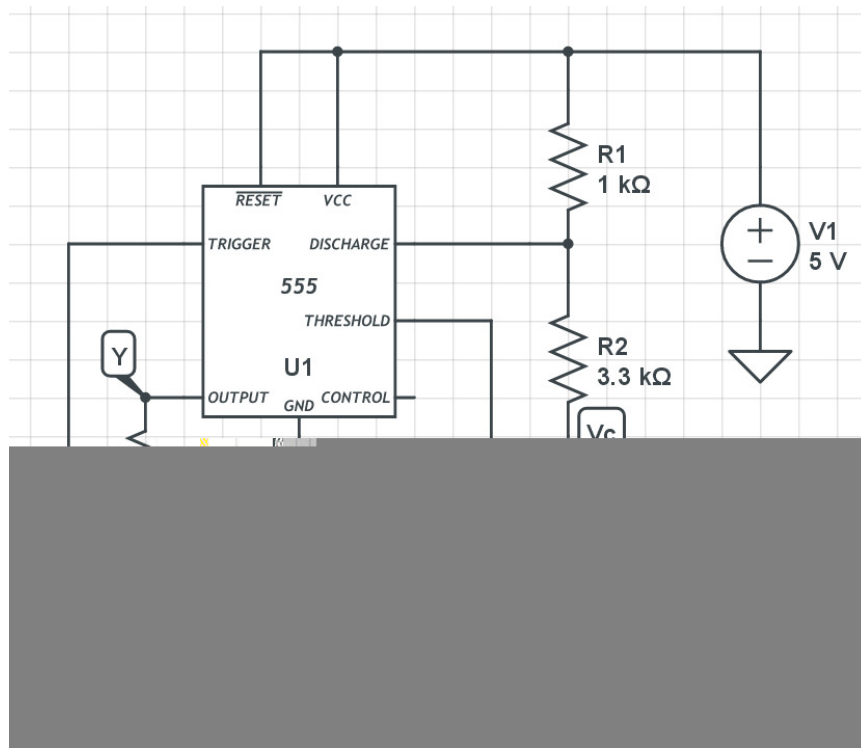 R1
1 kΩ
RESET VCC
TRIGGER DISCHARGE
V1
5 V
555
THRESHOLD
R2
3.3 kΩ
Y
U1
OUTPUT CONTROL
GND
Vc